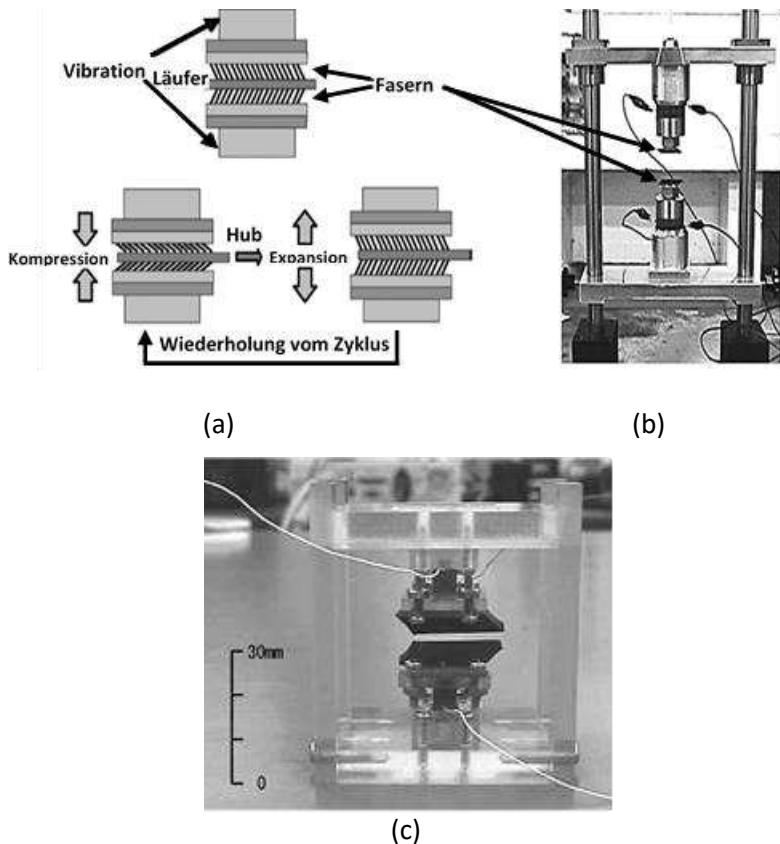 Vibration
Läufer
Fasern
Kompression
Hub
Expansion
Wiederholung vom Zyklus
(a)
(b)
30mm
0
(c)